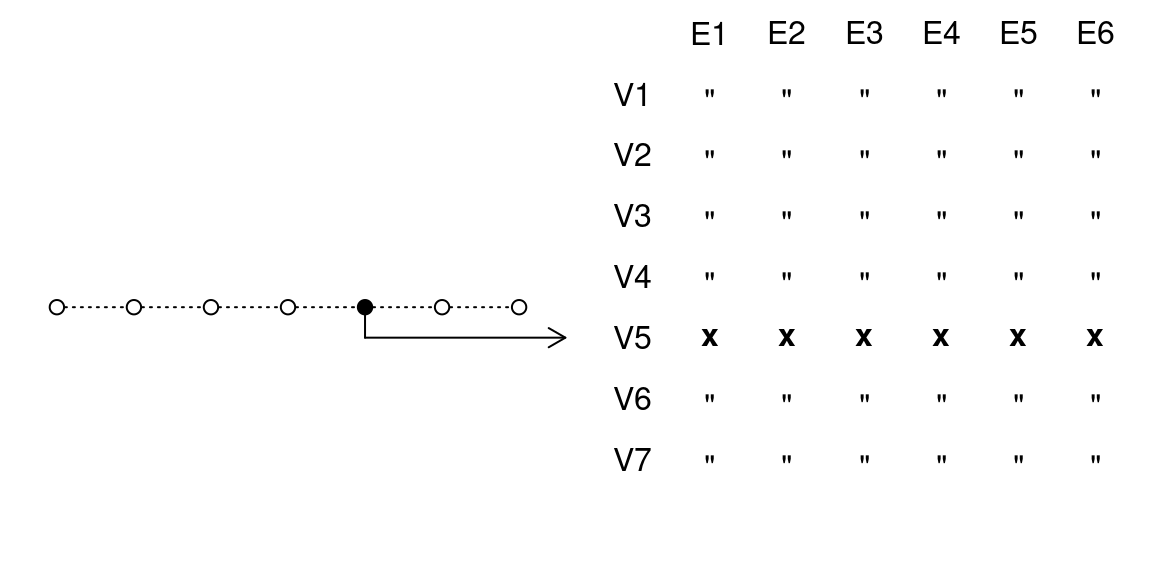 E1 E2 E3 E4 E5 E6
V1 " " " " " "
V2 " " " " " "
V3 " " " " " "
V4 " " " " " "
V5 x x x x x x
V6 " " " " " "
V7 " " " " " "